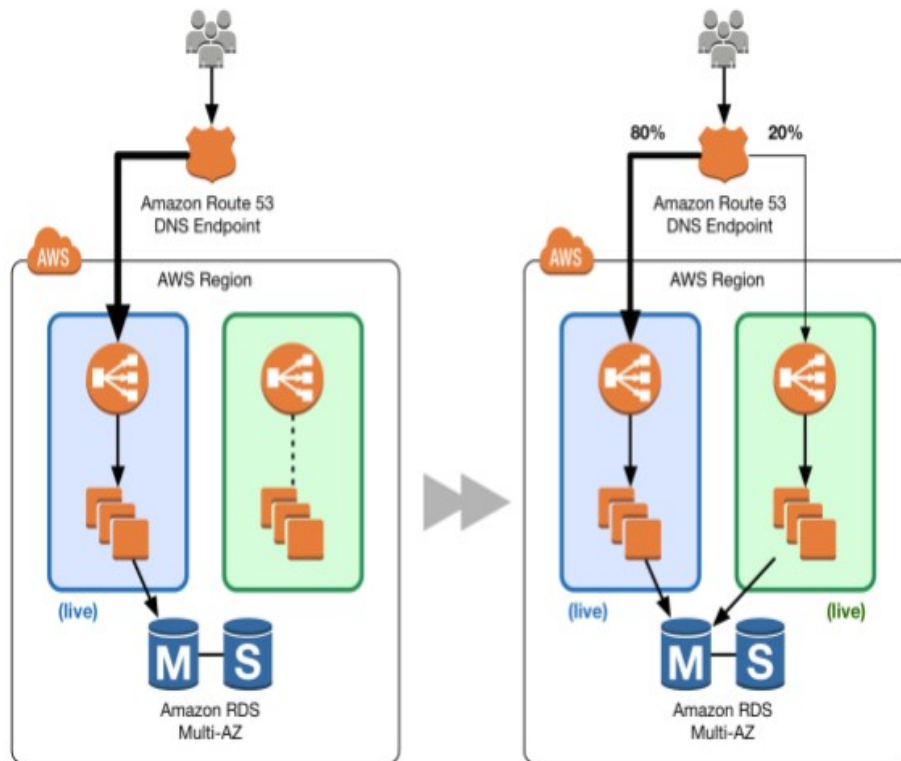 Amazon Route 53
DNS Endpoint
AWS
AWS Region
(live)
M
S
Amazon RDS
Multi-AZ
80%
20%
Amazon Route 53
DNS Endpoint
AWS
AWS Region
(live)
(live)
M
S
Amazon RDS
Multi-AZ